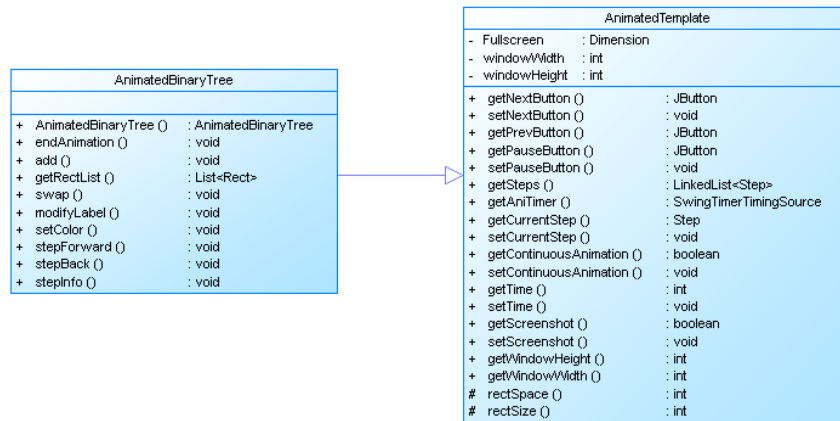 AnimatedTemplate
- Fullscreen : Dimension
- windowWidth : int
- windowHeight : int
+ getNextButton () : JButton
+ setNextButton () : void
+ getPrevButton () : JButton
+ getPauseButton () : JButton
+ setPauseButton () : void
+ getSteps () : LinkedList<Step>
+ getAniTimer () : SwingTimerTimingSource
+ getCurrentStep () : Step
+ setCurrentStep () : void
+ getContinuousAnimation () : boolean
+ setContinuousAnimation () : void
+ getTime () : int
+ setTime () : void
+ getScreenshot () : boolean
+ setScreenshot () : void
+ getWindowHeight () : int
+ getWindowWidth () : int
# rectSpace () : int
# rectSize () : int
AnimatedBinaryTree
+ AnimatedBinaryTree () : AnimatedBinaryTree
+ endAnimation () : void
+ add () : void
+ getRectList () : List<Rect>
+ swap () : void
+ modifyLabel () : void
+ setColor () : void
+ stepForward () : void
+ stepBack () : void
+ stepInfo () : void